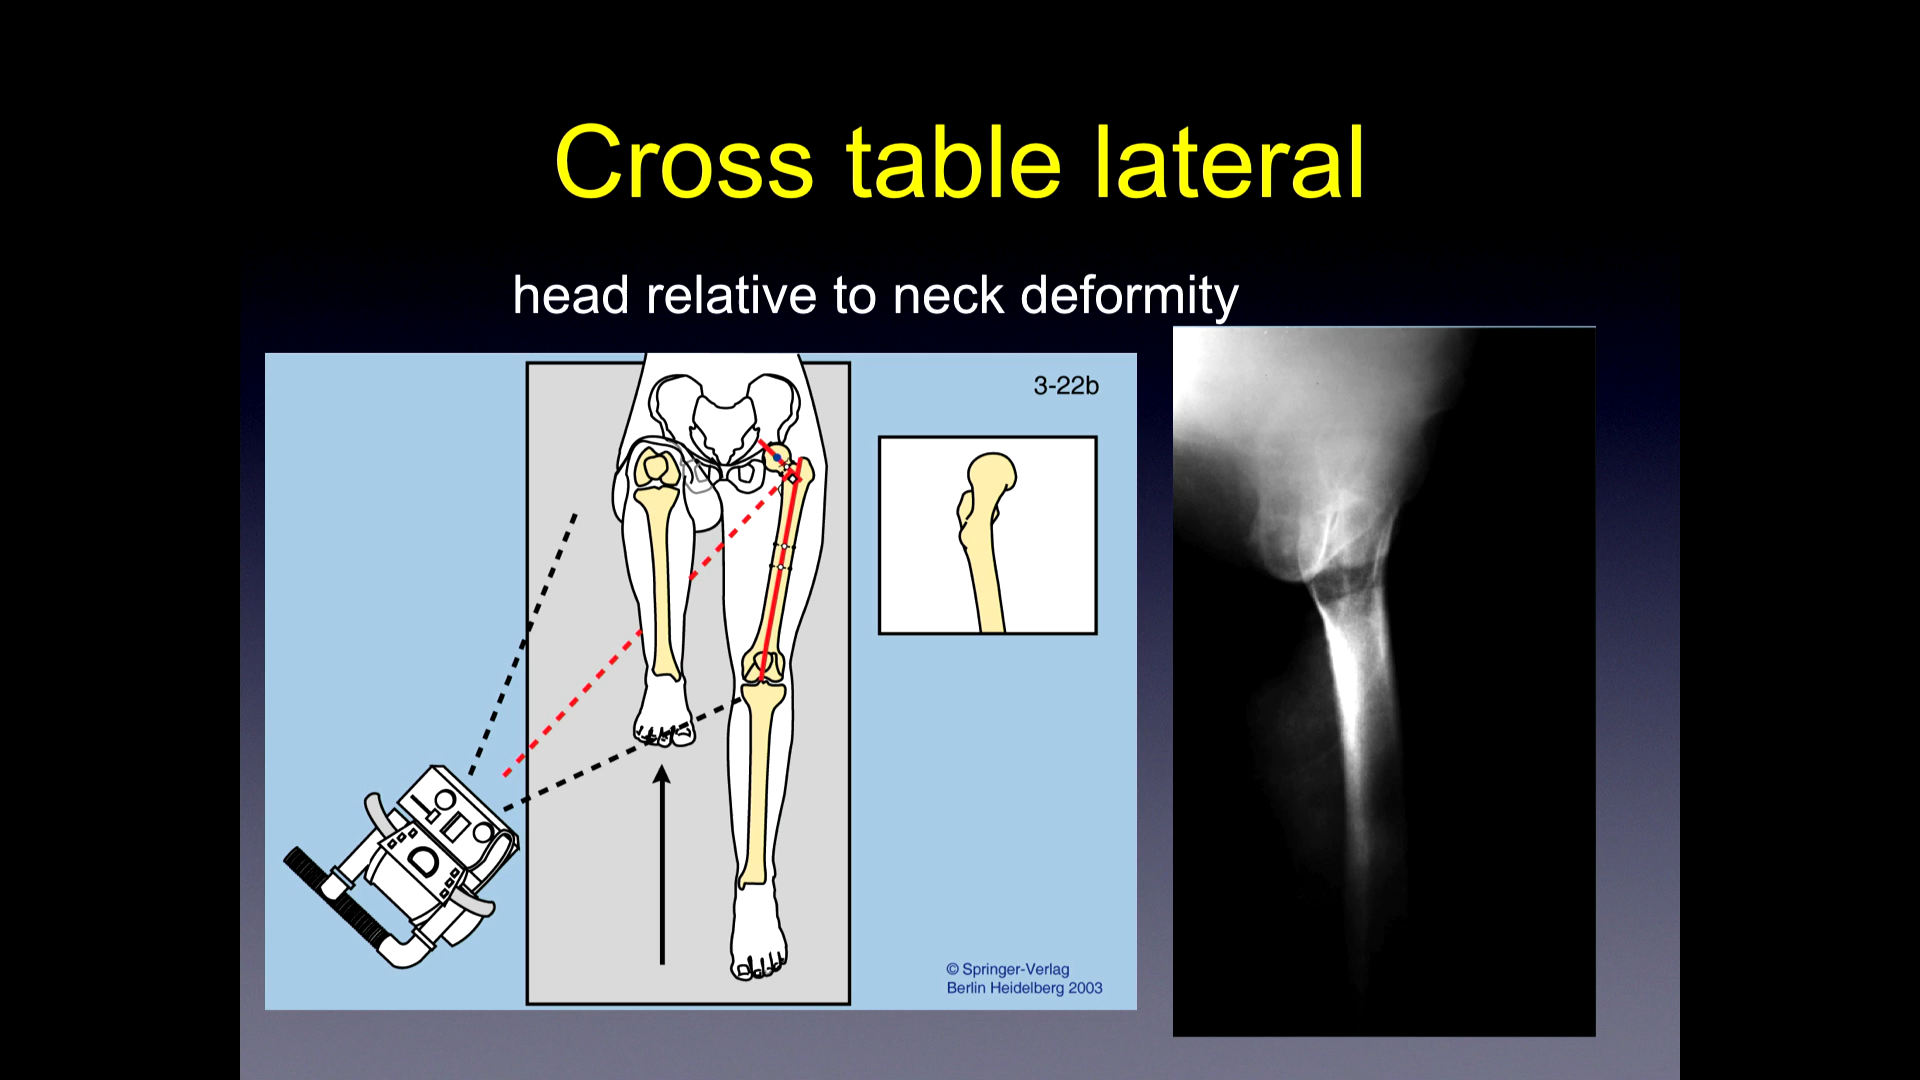 Cross table lateral
head relative to neck deformity
3-22b
D
© Springer-Verlag
Berlin Heidelberg 2003